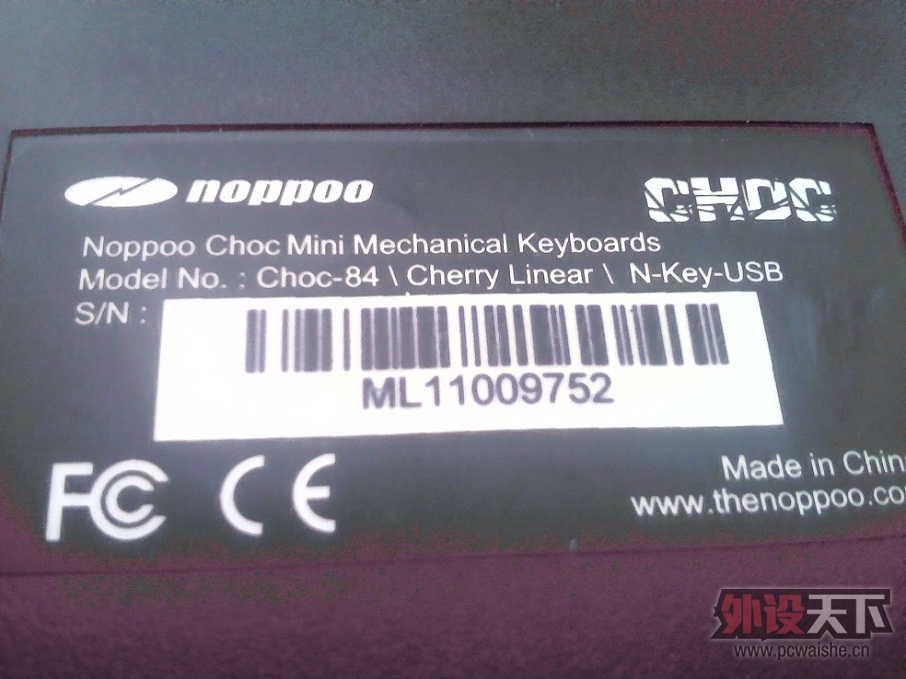 noppoo
CHOC
Noppoo Choc Mini Mechanical Keyboards
Model No. : Choc-84 \ Cherry Linear \ N-Key-USB
S/N :
ML11009752
FC CE
Made in Chin
www.thenoppoo.co
外设天下
www.pcwaishe.cn